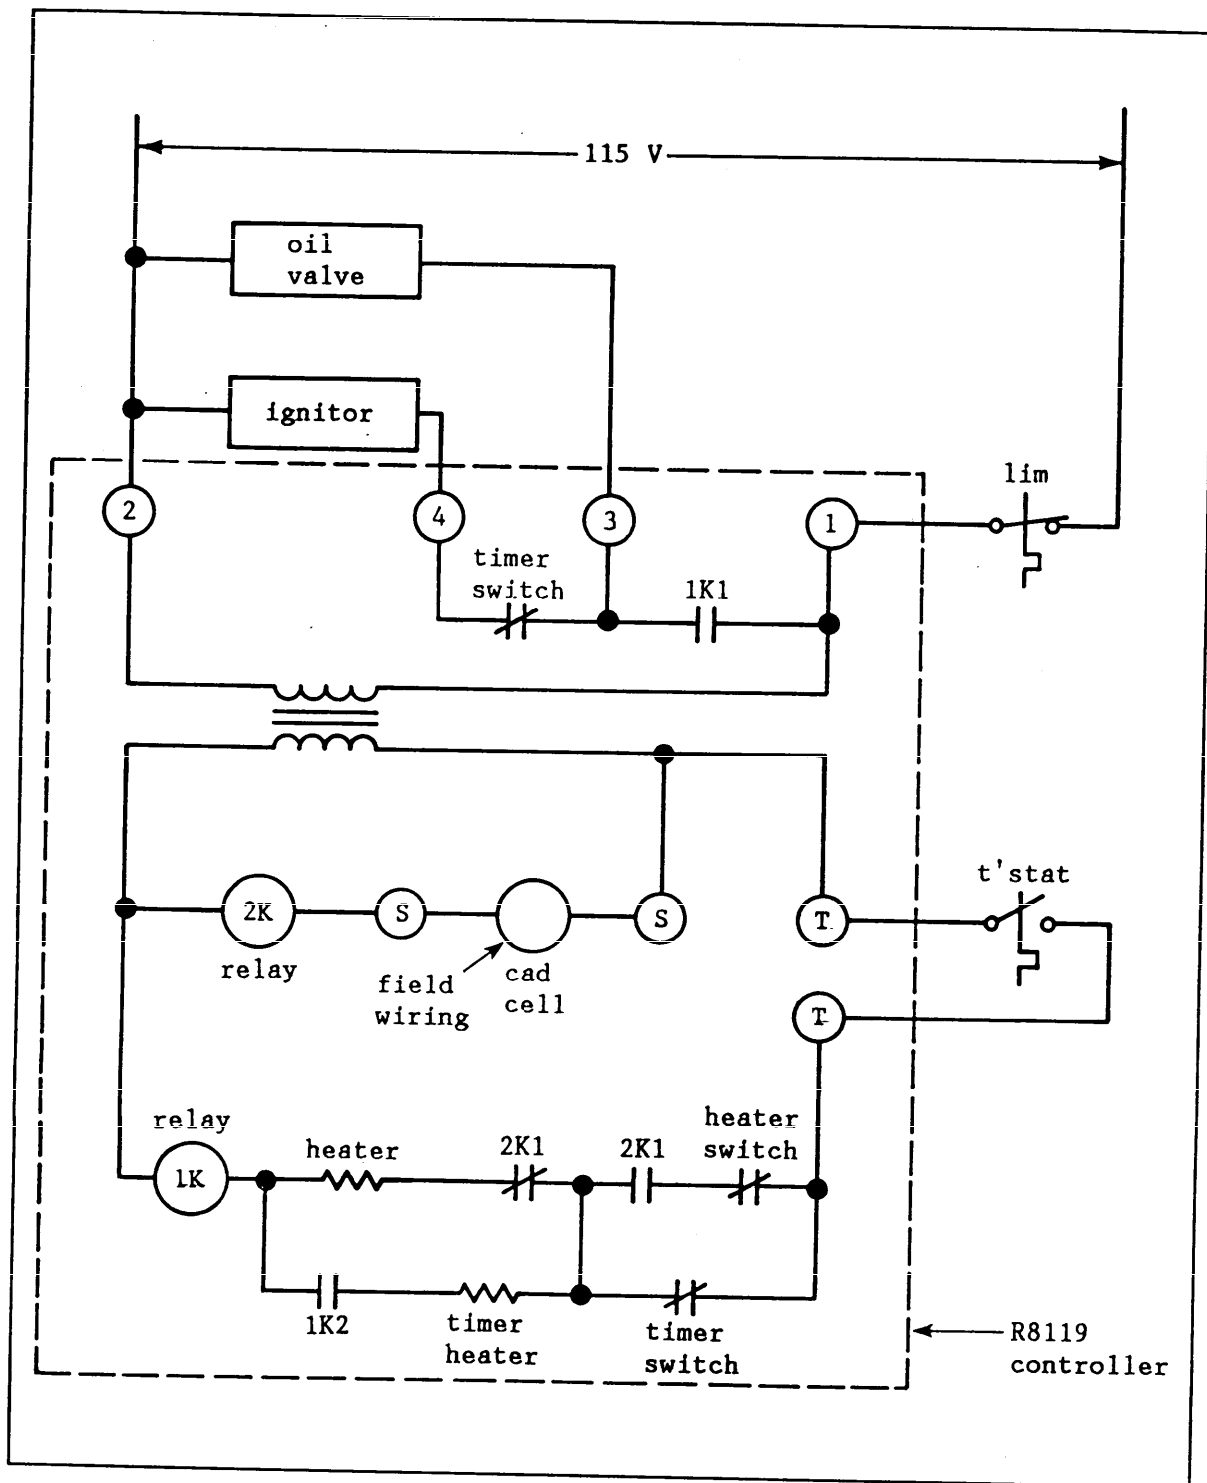 115 V
oil
valve
ignitor
lim
2
4
3
1
timer
switch
1K1
t'stat
2K
S
S
T
relay
field
wiring
cad
cell
T
relay
heater
switch
heater
2K1
2K1
1K
1K2
timer
heater
timer
switch
R8119
controller